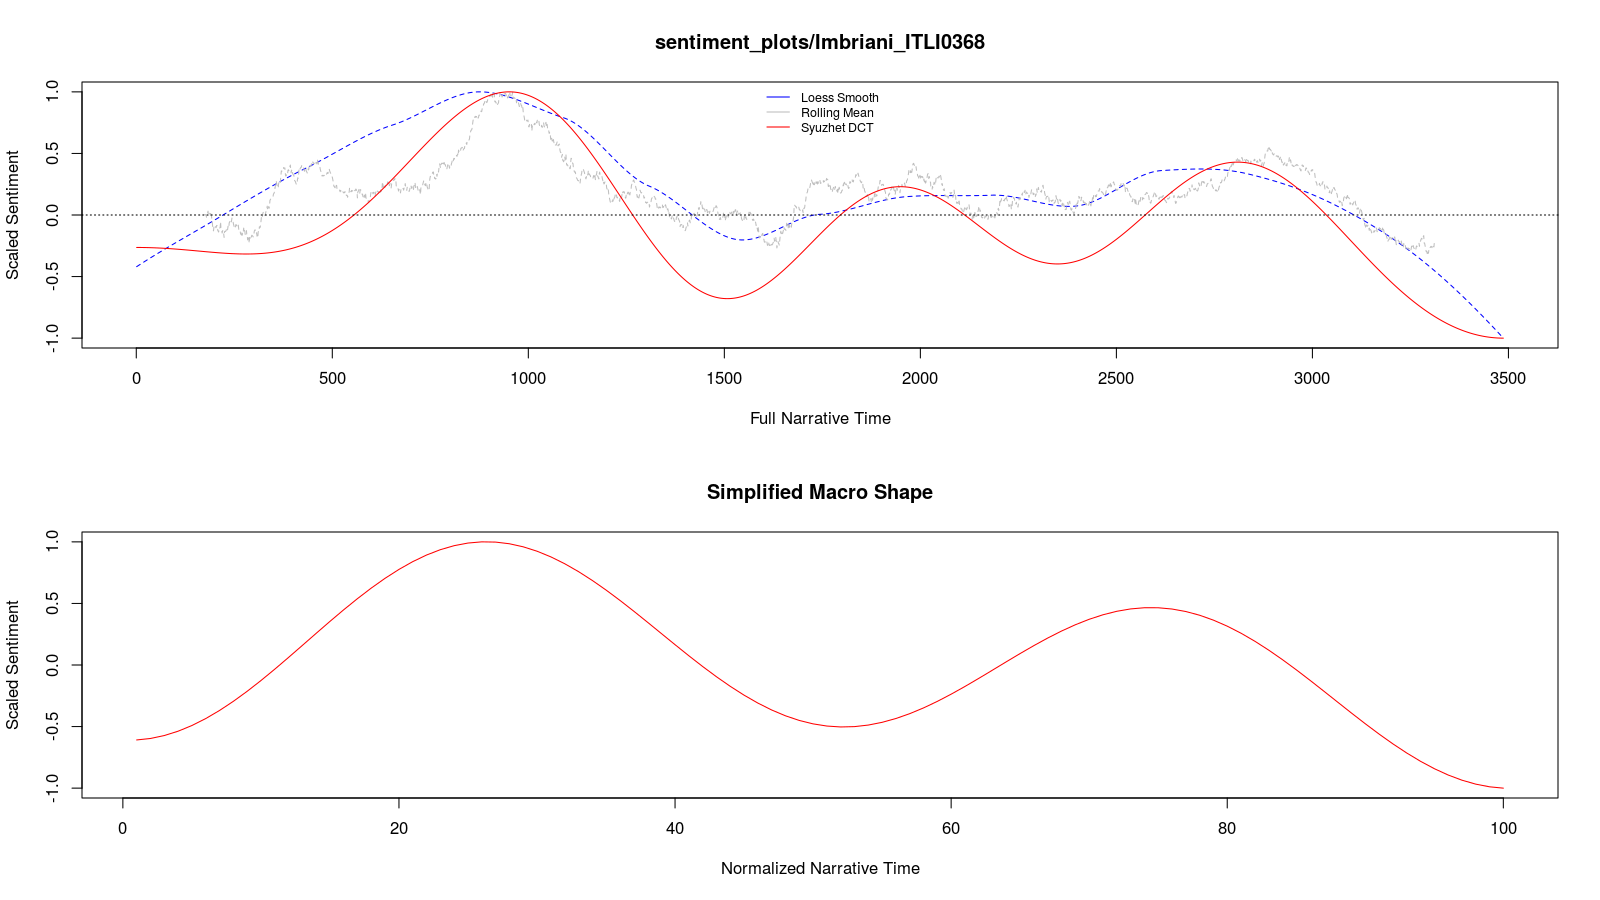 sentiment_plots/Imbriani_ITLI0368
Scaled Sentiment
1.0
0.5
0.0
-0.5
-1.0
Loess Smooth
Rolling Mean
Syuzhet DCT
0 500 1000 1500 2000 2500 3000 3500
Full Narrative Time
Simplified Macro Shape
Scaled Sentiment
1.0
0.5
0.0
-0.5
-1.0
0 20 40 60 80 100
Normalized Narrative Time